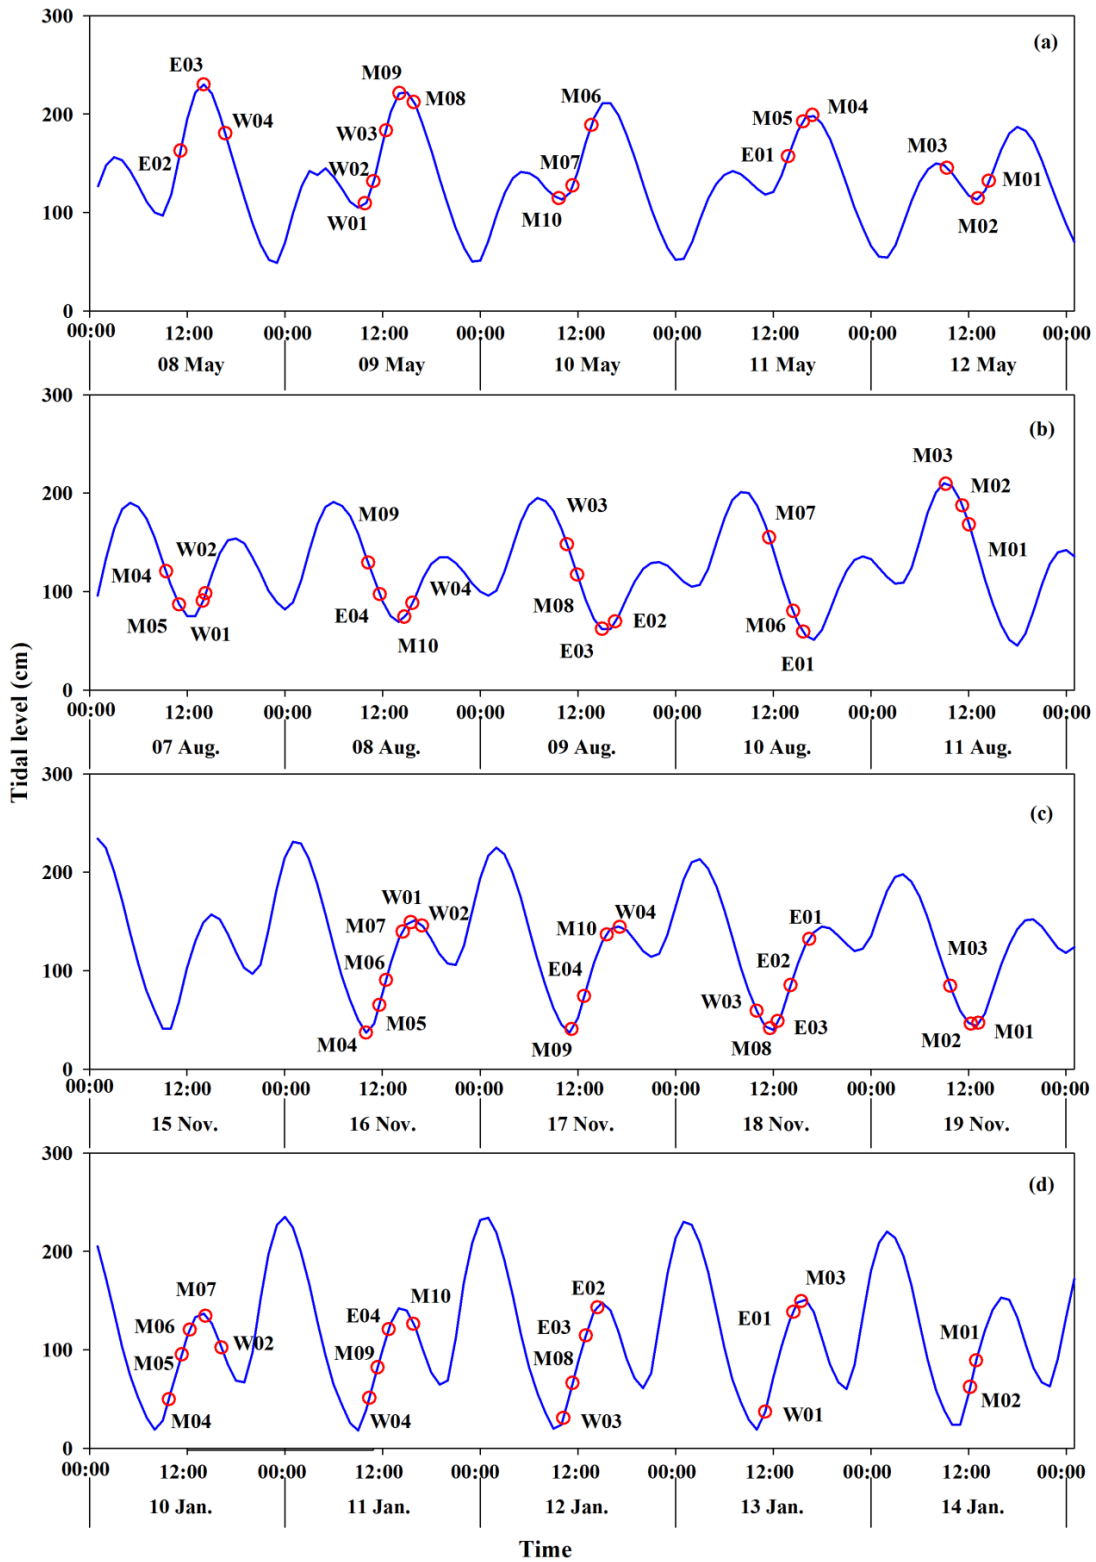 300
(a)
E03
M09
M08
M06
M04
M05
200
W04
W03
E02
W02
M07
E01
M03
M01
W01
M10
M02
100
0
00:00 12:00 00:00 12:00 00:00 12:00 00:00 12:00 00:00 12:00 00:00
08 May 09 May 10 May 11 May 12 May
300
(b)
M03
W03
M02
200
M09
M07
W02
M01
M04
W04
100
M08
M05
W01
E04
M10
E03
E02
M06
E01
0
00:00 12:00 00:00 12:00 00:00 12:00 00:00 12:00 00:00 12:00 00:00
07 Aug. 08 Aug. 09 Aug. 10 Aug. 11 Aug.
Tidal level (cm)
300
(c)
200
W01
W02
W04
M07
M10
E01
M06
E04
E02
M03
100
M05
W03
M04
M09
M08
E03
M02
M01
0
00:00 12:00 00:00 12:00 00:00 12:00 00:00 12:00 00:00 12:00 00:00
15 Nov. 16 Nov. 17 Nov. 18 Nov. 19 Nov.
300
(d)
200
M07
M10
E02
M03
M06
E04
E03
E01
M01
W02
M05
M09
M08
100
M04
W04
W03
W01
M02
0
00:00 12:00 00:00 12:00 00:00 12:00 00:00 12:00 00:00 12:00 00:00
10 Jan. 11 Jan. 12 Jan. 13 Jan. 14 Jan.
Time